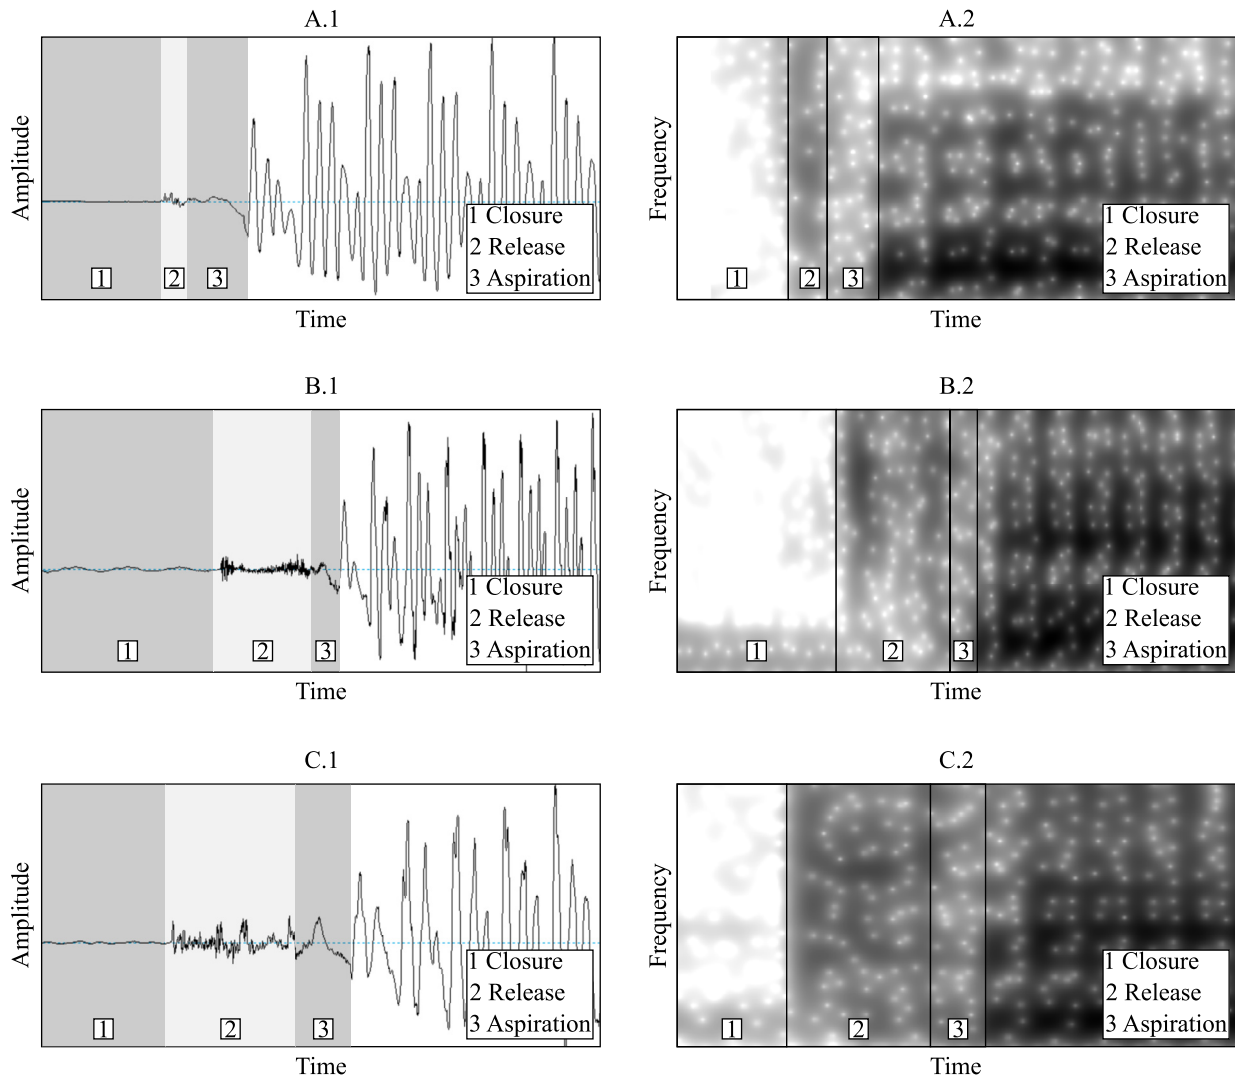 A.1
A.2
Amplitude
1 Closure
2 Release
3 Aspiration
1
2
3
Time
Frequency
1 Closure
2 Release
3 Aspiration
1
2
3
Time
B.1
B.2
Amplitude
1 Closure
2 Release
3 Aspiration
1
2
3
Time
Frequency
1 Closure
2 Release
3 Aspiration
1
2
3
Time
C.1
C.2
Amplitude
1 Closure
2 Release
3 Aspiration
1
2
3
Time
Frequency
1 Closure
2 Release
3 Aspiration
1
2
3
Time